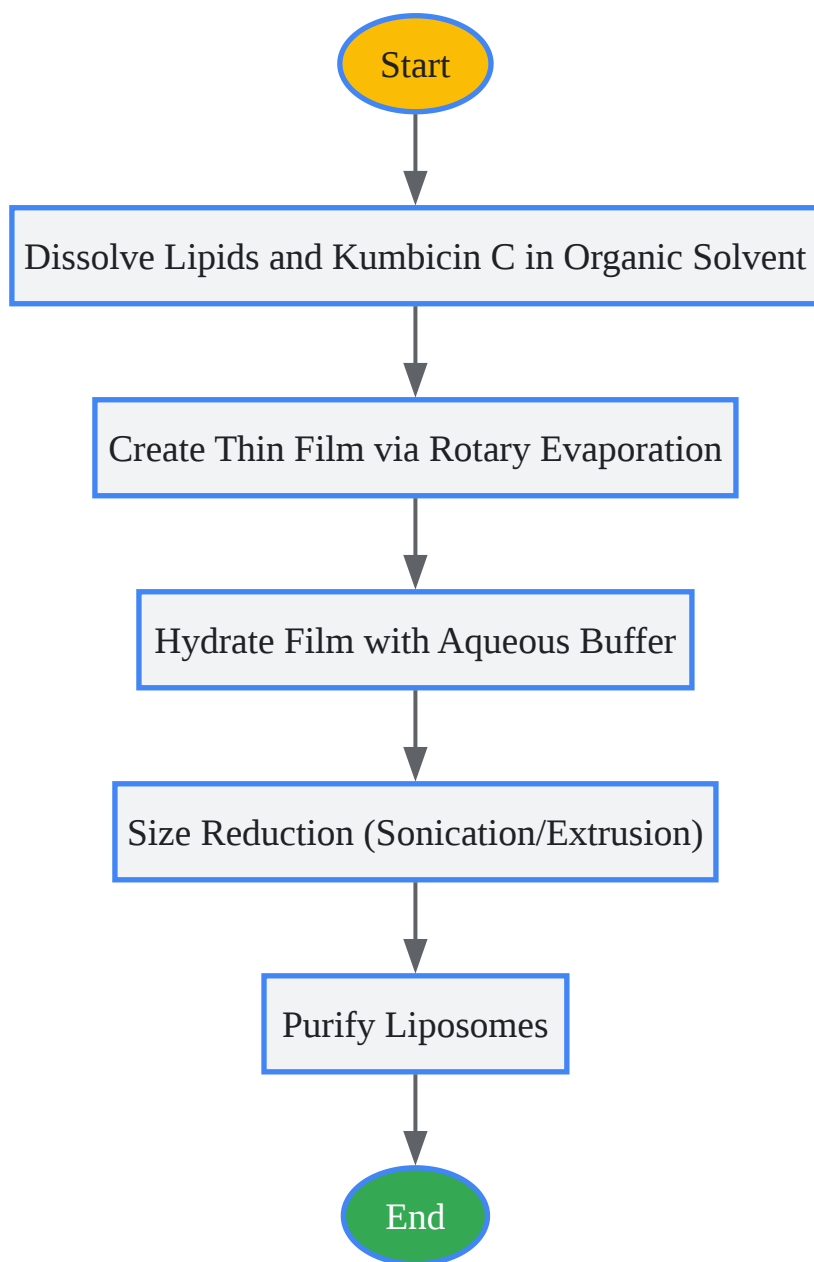 Start
Dissolve Lipids and Kumbicin C in Organic Solvent
Create Thin Film via Rotary Evaporation
Hydrate Film with Aqueous Buffer
Size Reduction (Sonication/Extrusion)
Purify Liposomes
End